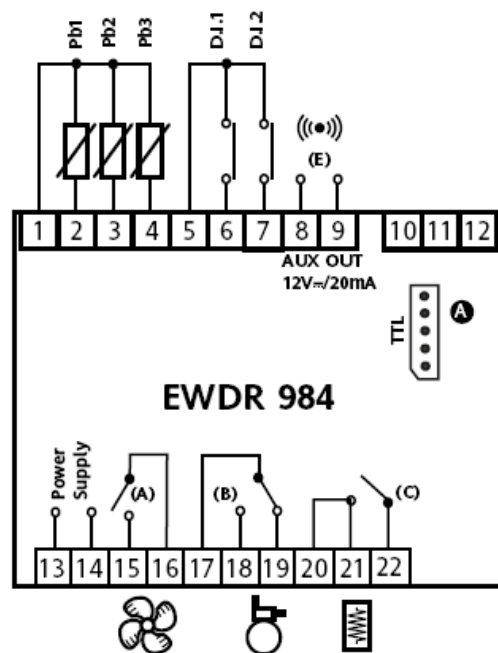 Pb1 Pb2 Pb3 D.I.1 D.I.2
(E)
1 2 3 4 5 6 7 8 9 10 11 12
AUX OUT
12V⎓/20mA
TTL
A
EWDR 984
Power
Supply
(A) (B) (C)
13 14 15 16 17 18 19 20 21 22